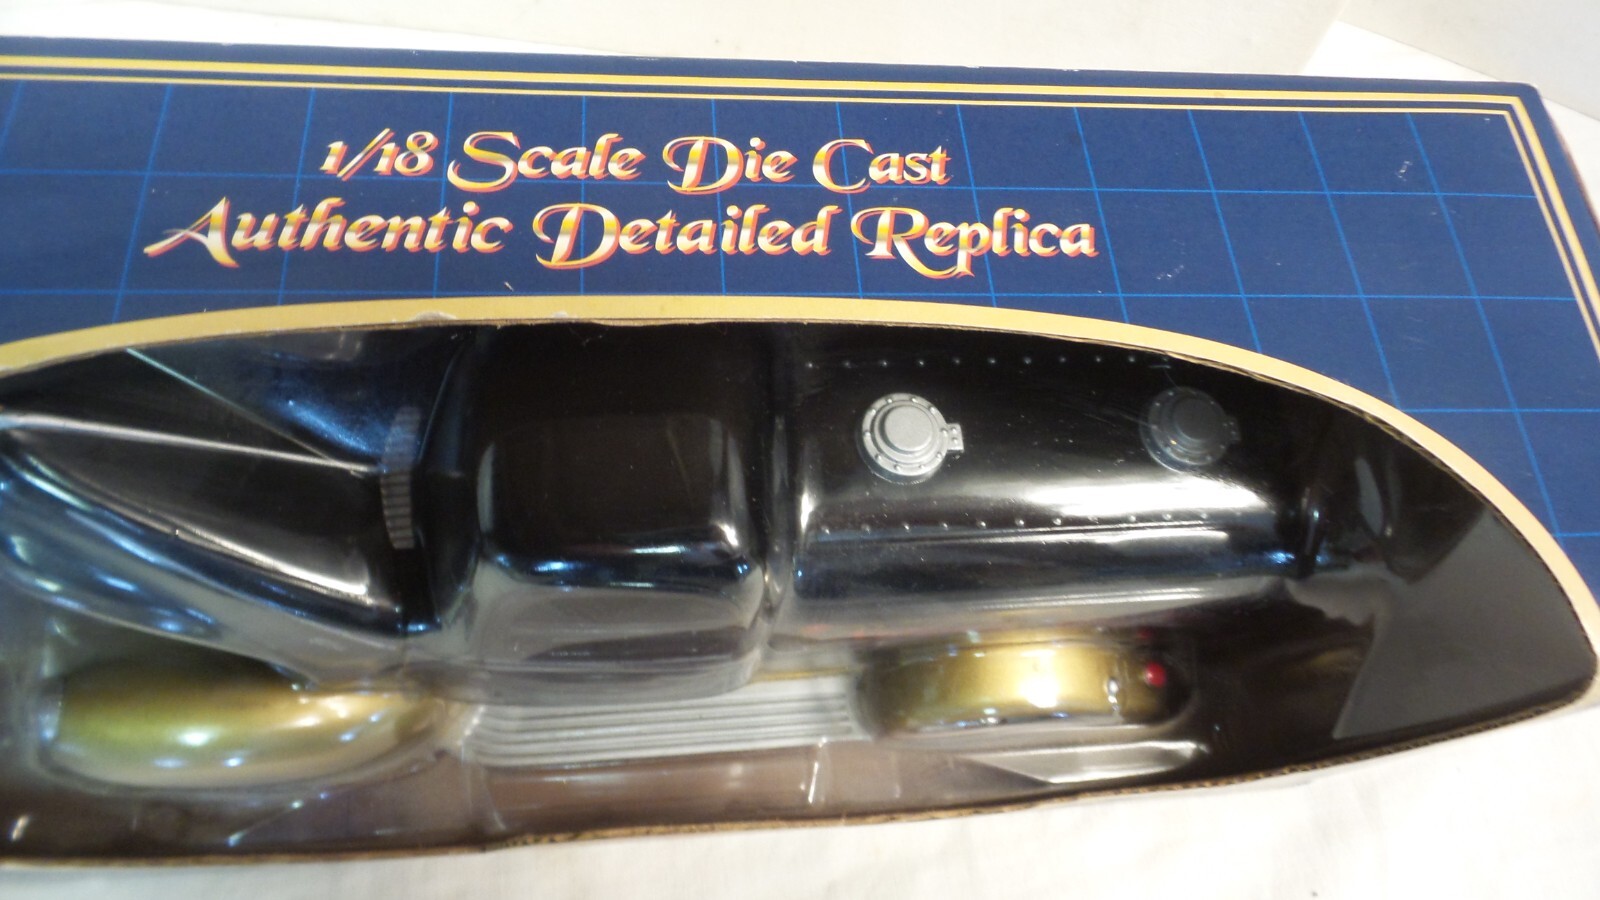 1/18 Scale Die Cast
Authentic Detailed Replica